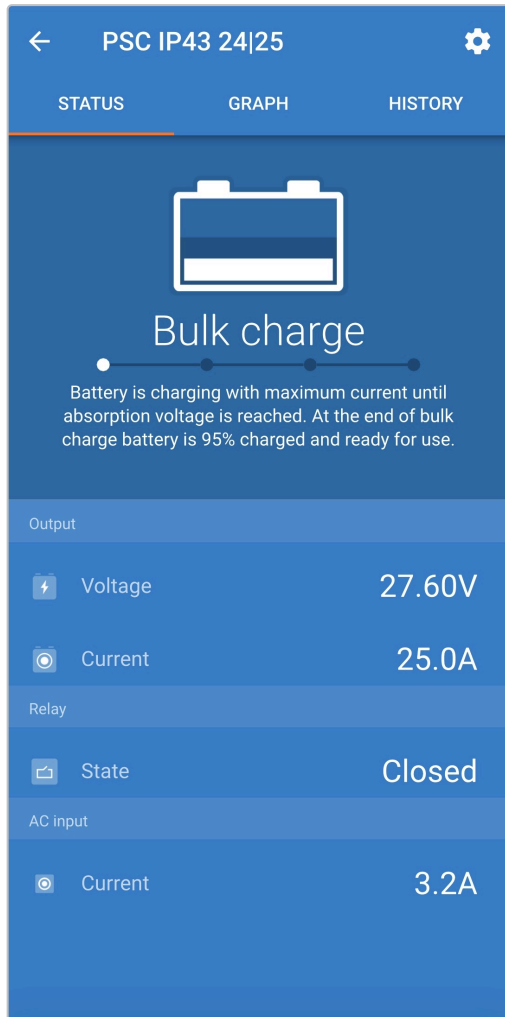 PSC IP43 24|25
STATUS GRAPH HISTORY
Bulk charge
Battery is charging with maximum current until
absorption voltage is reached. At the end of bulk
charge battery is 95% charged and ready for use.
Output
Voltage 27.60V
Current 25.0A
Relay
State Closed
AC input
Current 3.2A